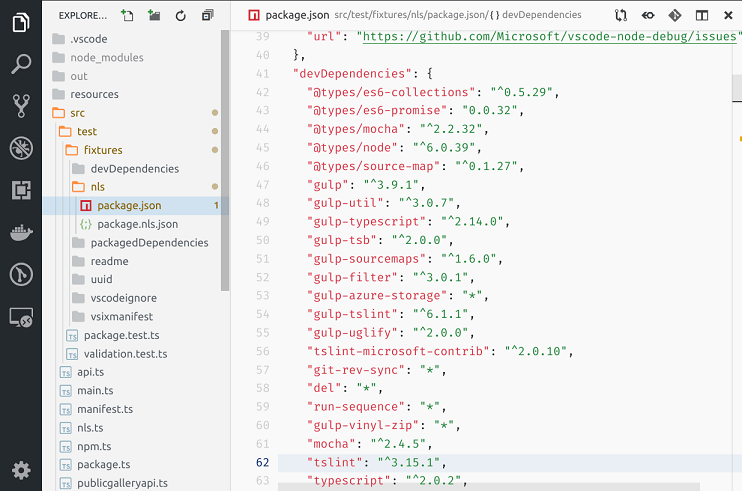 EXPLORE...
.vscode
node_modules
out
resources
src
test
fixtures
devDependencies
nls
package.json
1
package.nls.json
packagedDependencies
readme
uuid
vscodeignore
vsixmanifest
TS package.test.ts
TS validation.test.ts
TS api.ts
TS main.ts
TS manifest.ts
TS nls.ts
TS npm.ts
TS package.ts
TS publicgalleryapi.ts
package.json src/test/fixtures/nls/package.json/{ } devDependencies
39 "url": "https://github.com/Microsoft/vscode-node-debug/issues"
40 },
41 "devDependencies": {
42 "@types/es6-collections": "^0.5.29",
43 "@types/es6-promise": "0.0.32",
44 "@types/mocha": "^2.2.32",
45 "@types/node": "^6.0.39",
46 "@types/source-map": "^0.1.27",
47 "gulp": "^3.9.1",
48 "gulp-util": "^3.0.7",
49 "gulp-typescript": "^2.14.0",
50 "gulp-tsb": "^2.0.0",
51 "gulp-sourcemaps": "^1.6.0",
52 "gulp-filter": "^3.0.1",
53 "gulp-azure-storage": "*",
54 "gulp-tslint": "^6.1.1",
55 "gulp-uglify": "^2.0.0",
56 "tslint-microsoft-contrib": "^2.0.10",
57 "git-rev-sync": "*",
58 "del": "*",
59 "run-sequence": "*",
60 "gulp-vinyl-zip": "*",
61 "mocha": "^2.4.5",
62 "tslint": "^3.15.1",
63 "typescript": "^2.0.2",